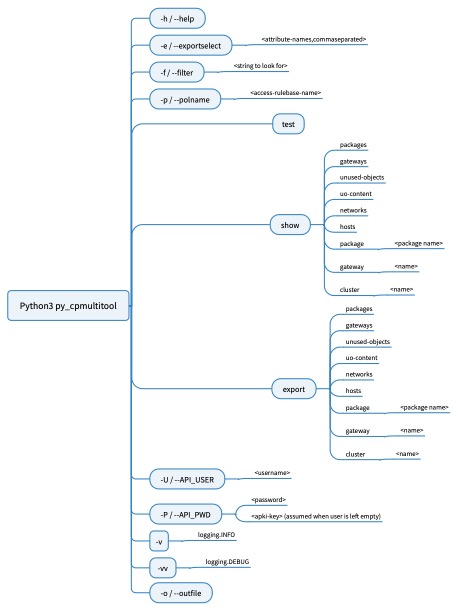 -h / --help
-e / --exportselect
<attribute-names,commaseparated>
-f / --filter
<string to look for>
-p / --polname
<access-rulebase-name>
test
show
packages
gateways
unused-objects
uo-content
networks
hosts
package
<package name>
gateway
<name>
cluster
<name>
Python3 py_cpmultitool
export
packages
gateways
unused-objects
uo-content
networks
hosts
package
<package name>
gateway
<name>
cluster
<name>
-U / --API_USER
<username>
-P / --API_PWD
<password>
<apki-key> (assumed when user is left empty)
-v
logging.INFO
-vv
logging.DEBUG
-o / --outfile